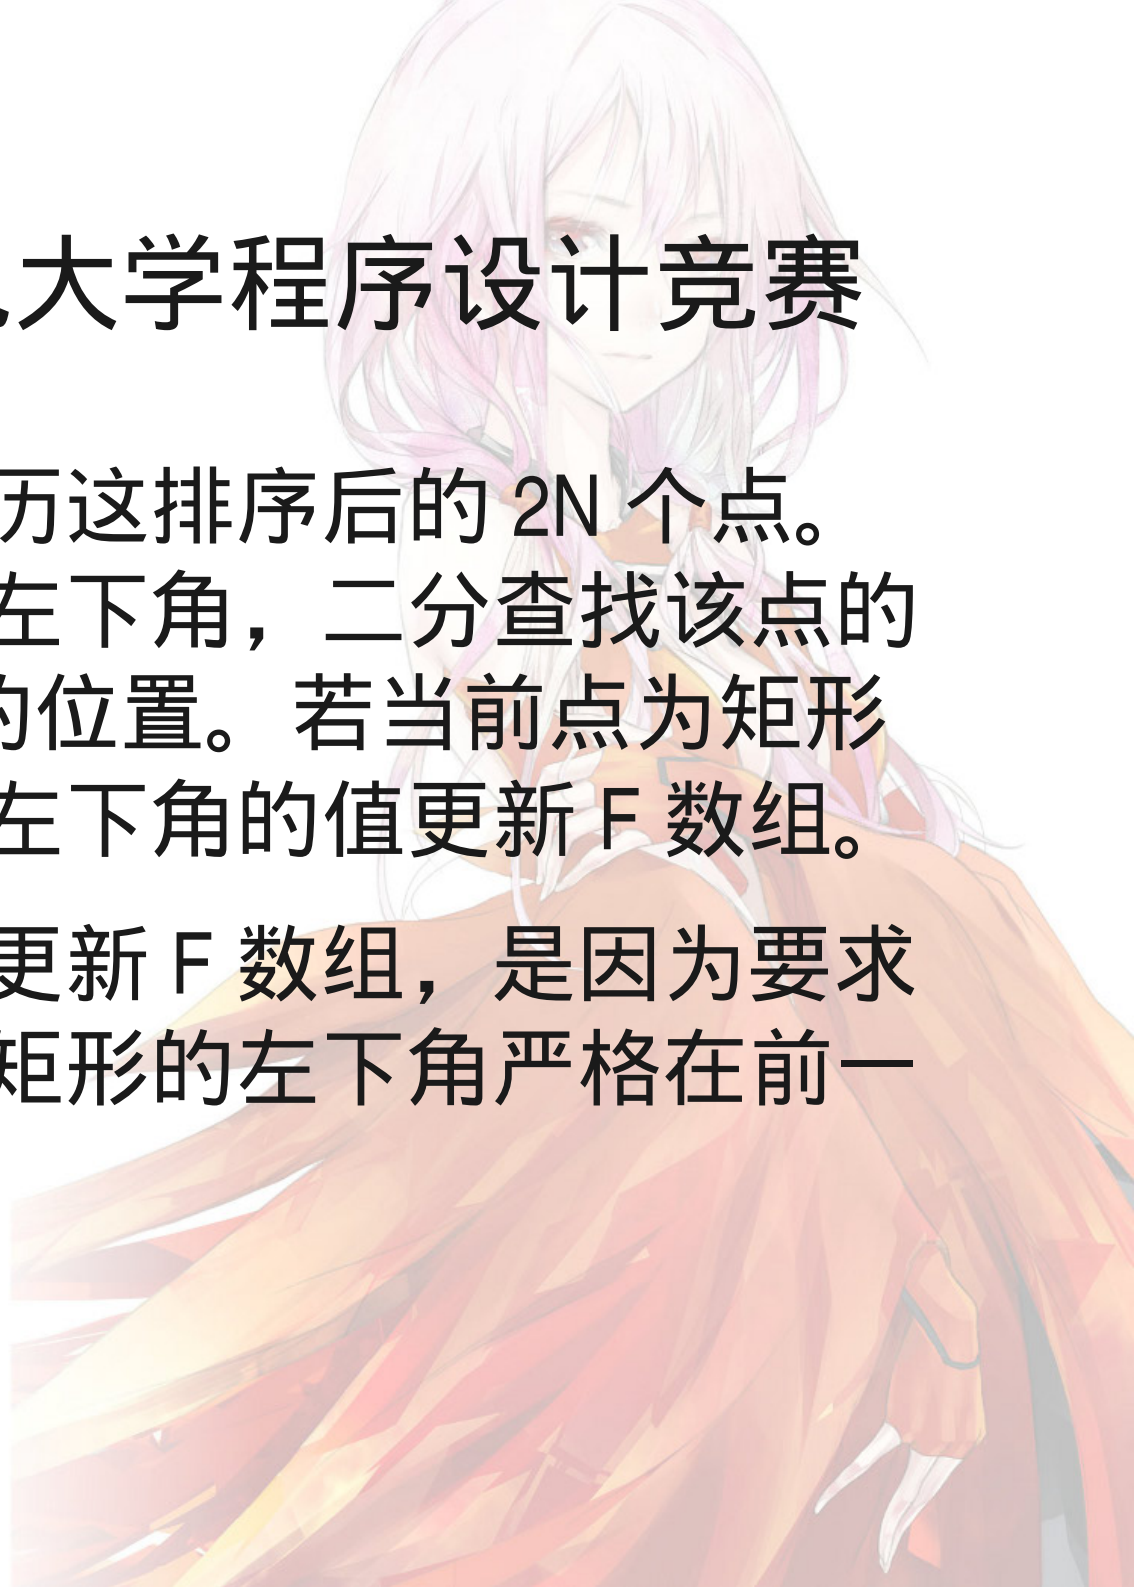 大学程序设计竞赛
历这排序后的 2N 个点。
左下角，二分查找该点的
的位置。若当前点为矩形
左下角的值更新 F 数组。
更新 F 数组，是因为要求
矩形的左下角严格在前一